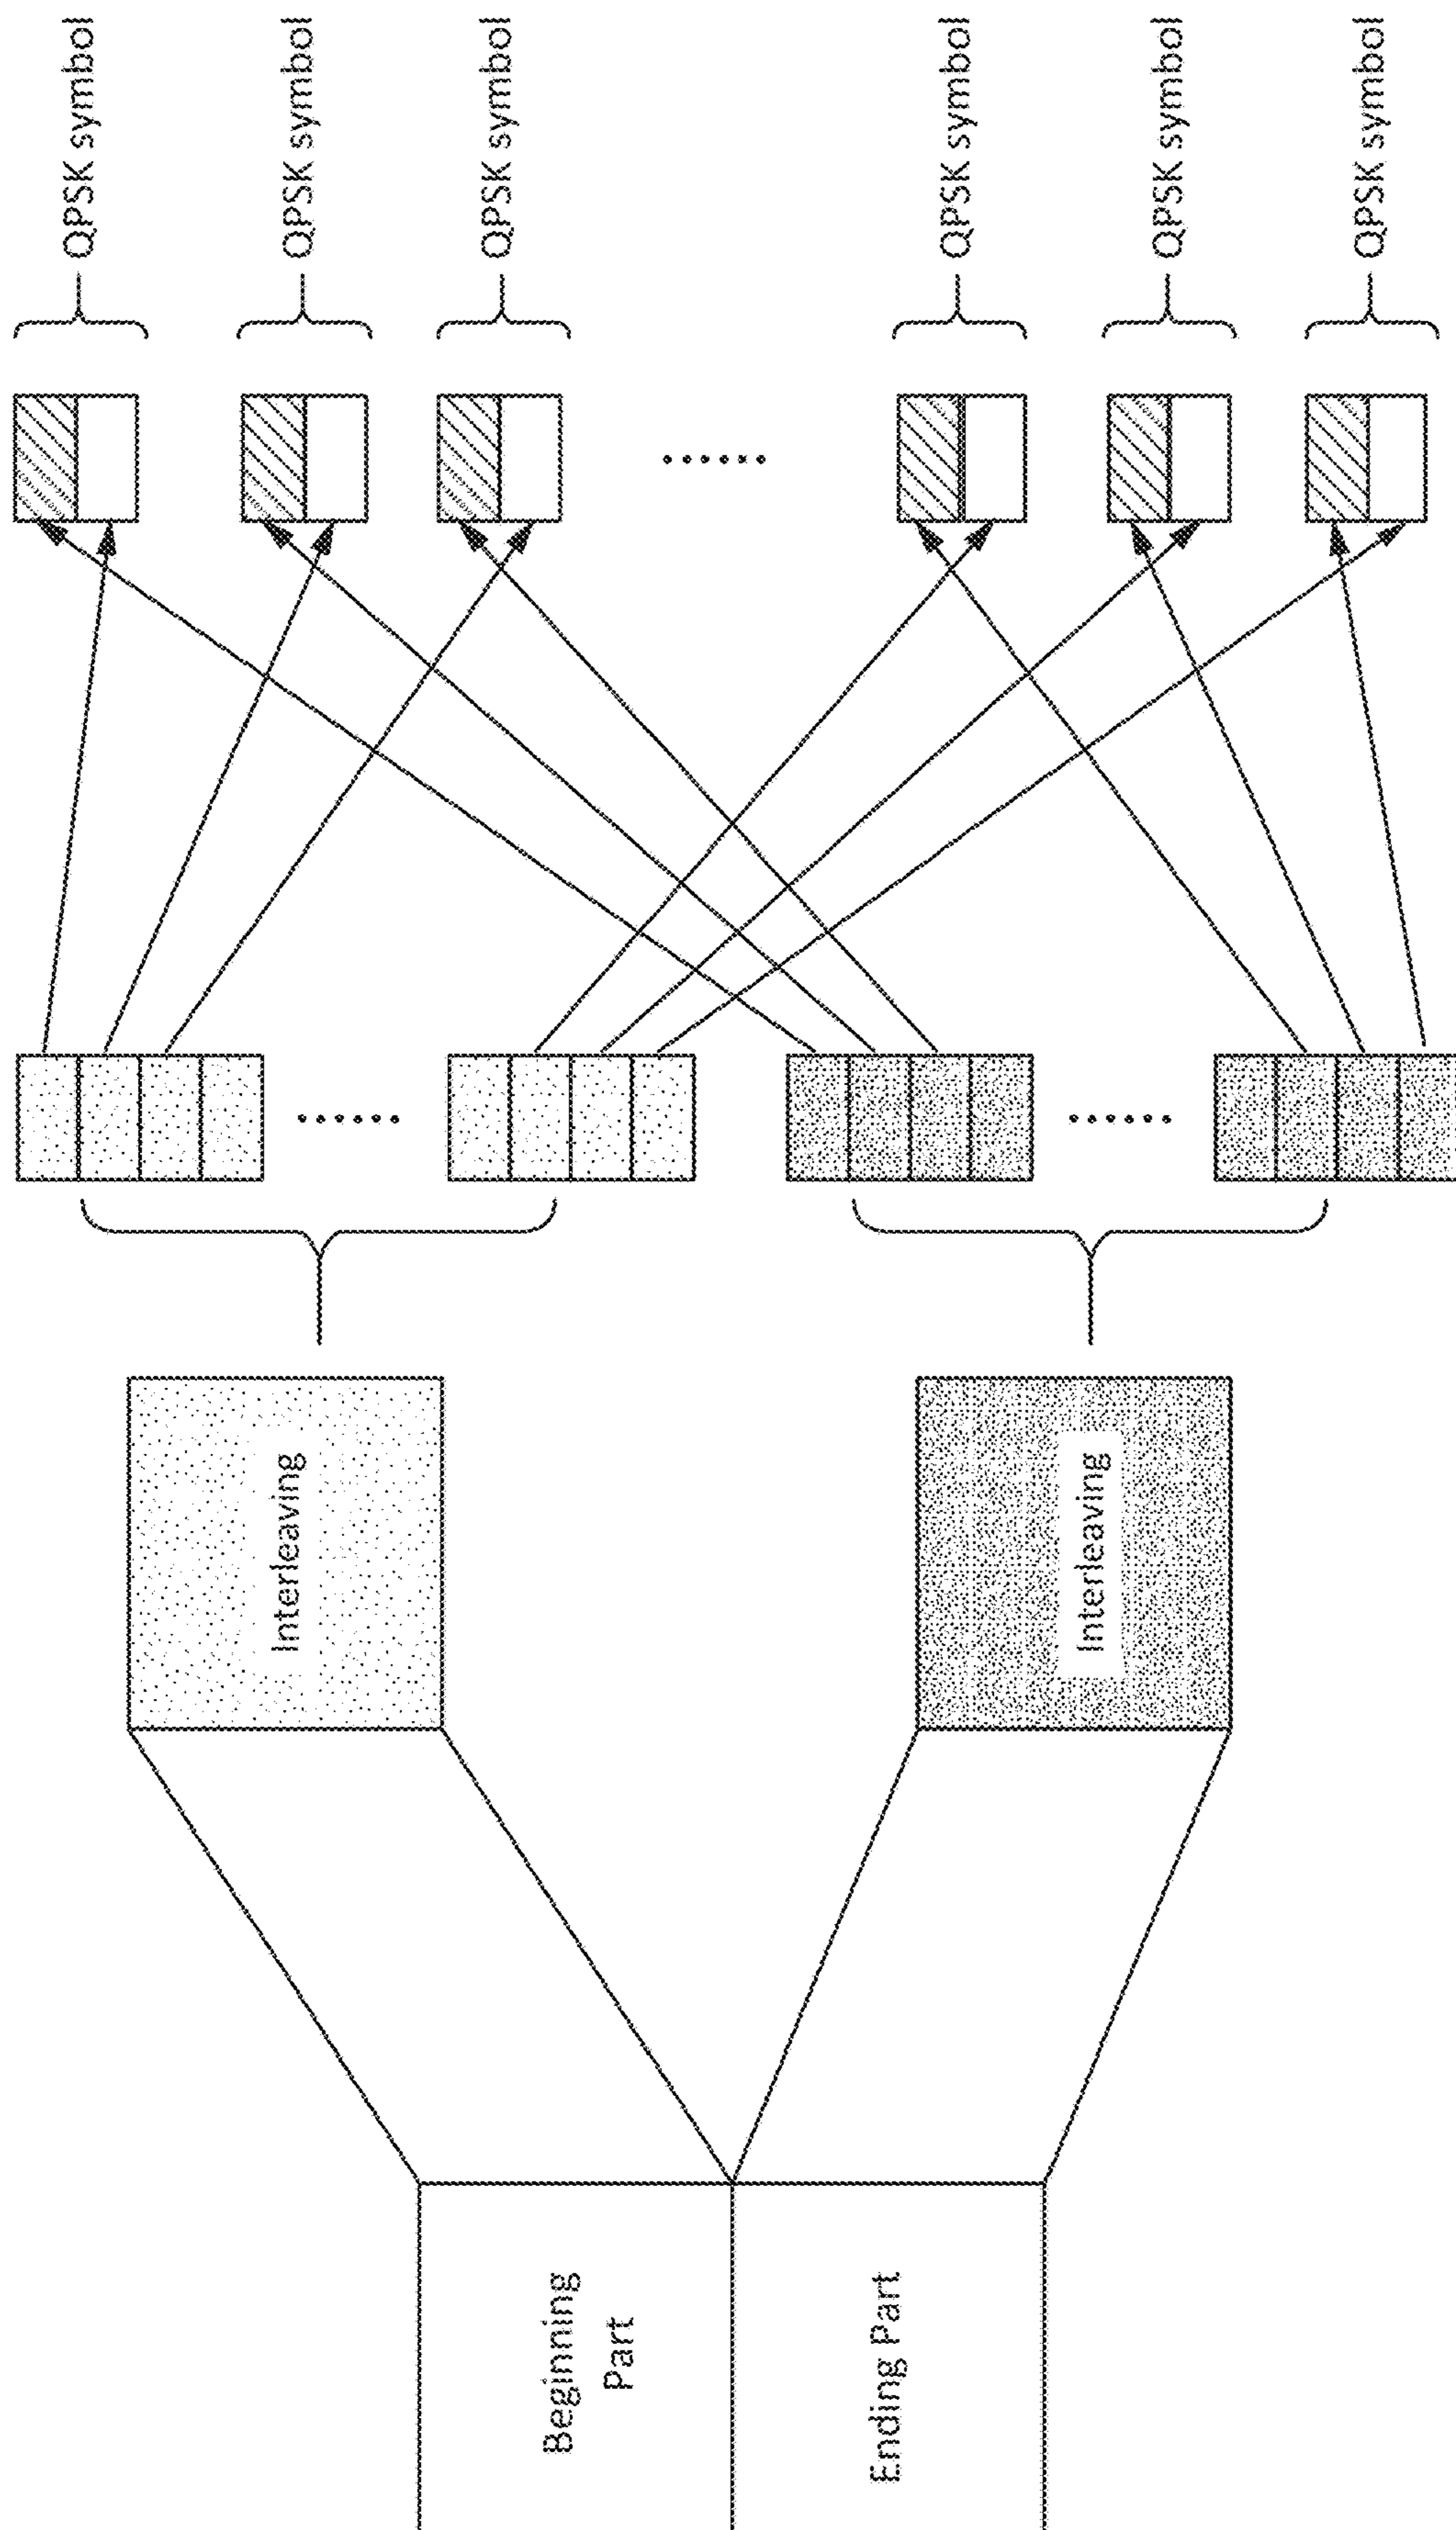 Beginning
Part
Ending Part
Interleaving
Interleaving
QPSK symbol
QPSK symbol
QPSK symbol
QPSK symbol
QPSK symbol
QPSK symbol